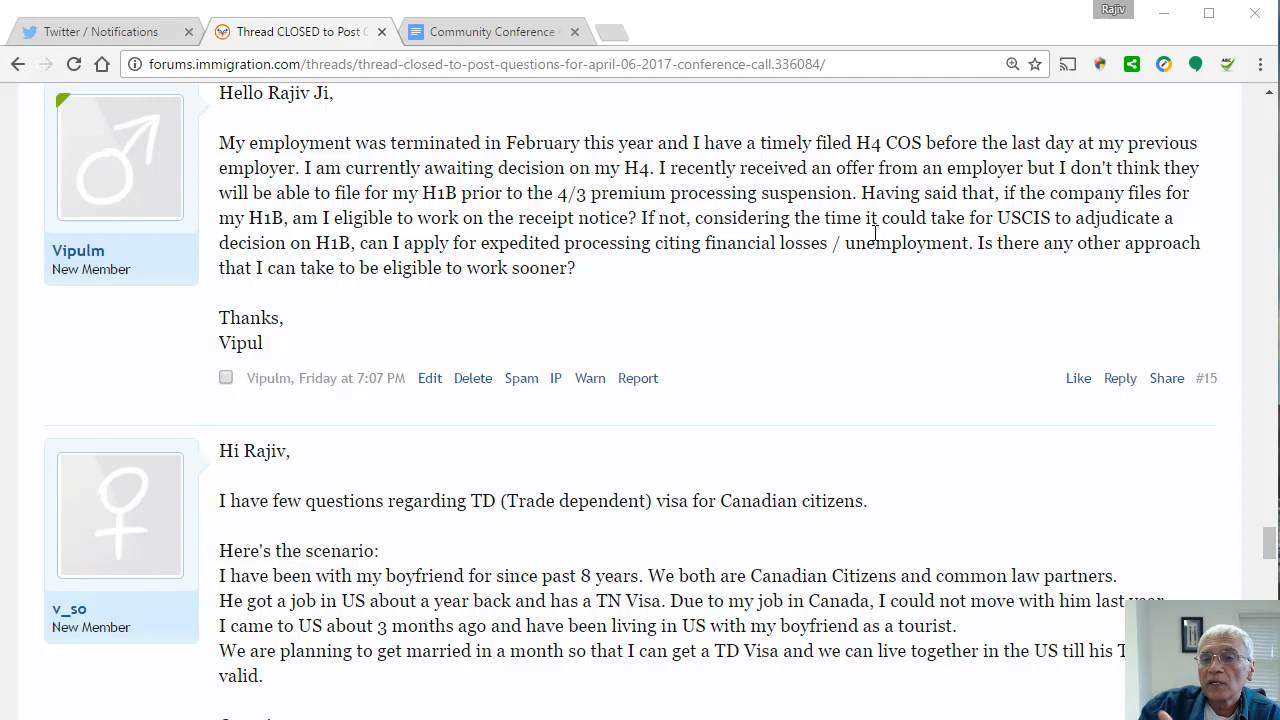 Rajiv
Twitter / Notifications
Thread CLOSED to Post
Community Conference
forums.immigration.com/threads/thread-closed-to-post-questions-for-april-06-2017-conference-call.336084/
ABC
Hello Rajiv Ji,
My employment was terminated in February this year and I have a timely filed H4 COS before the last day at my previous
employer. I am currently awaiting decision on my H4. I recently received an offer from an employer but I don't think they
will be able to file for my H1B prior to the 4/3 premium processing suspension. Having said that, if the company files for
my H1B, am I eligible to work on the receipt notice? If not, considering the time it could take for USCIS to adjudicate a
decision on H1B, can I apply for expedited processing citing financial losses / unemployment. Is there any other approach
that I can take to be eligible to work sooner?
Thanks,
Vipul
Vipulm
New Member
Vipulm, Friday at 7:07 PM Edit Delete Spam IP Warn Report Like Reply Share #15
Hi Rajiv,
I have few questions regarding TD (Trade dependent) visa for Canadian citizens.
Here's the scenario:
I have been with my boyfriend for since past 8 years. We both are Canadian Citizens and common law partners.
He got a job in US about a year back and has a TN Visa. Due to my job in Canada, I could not move with him last year.
I came to US about 3 months ago and have been living in US with my boyfriend as a tourist.
We are planning to get married in a month so that I can get a TD Visa and we can live together in the US till his
valid.
v_so
New Member